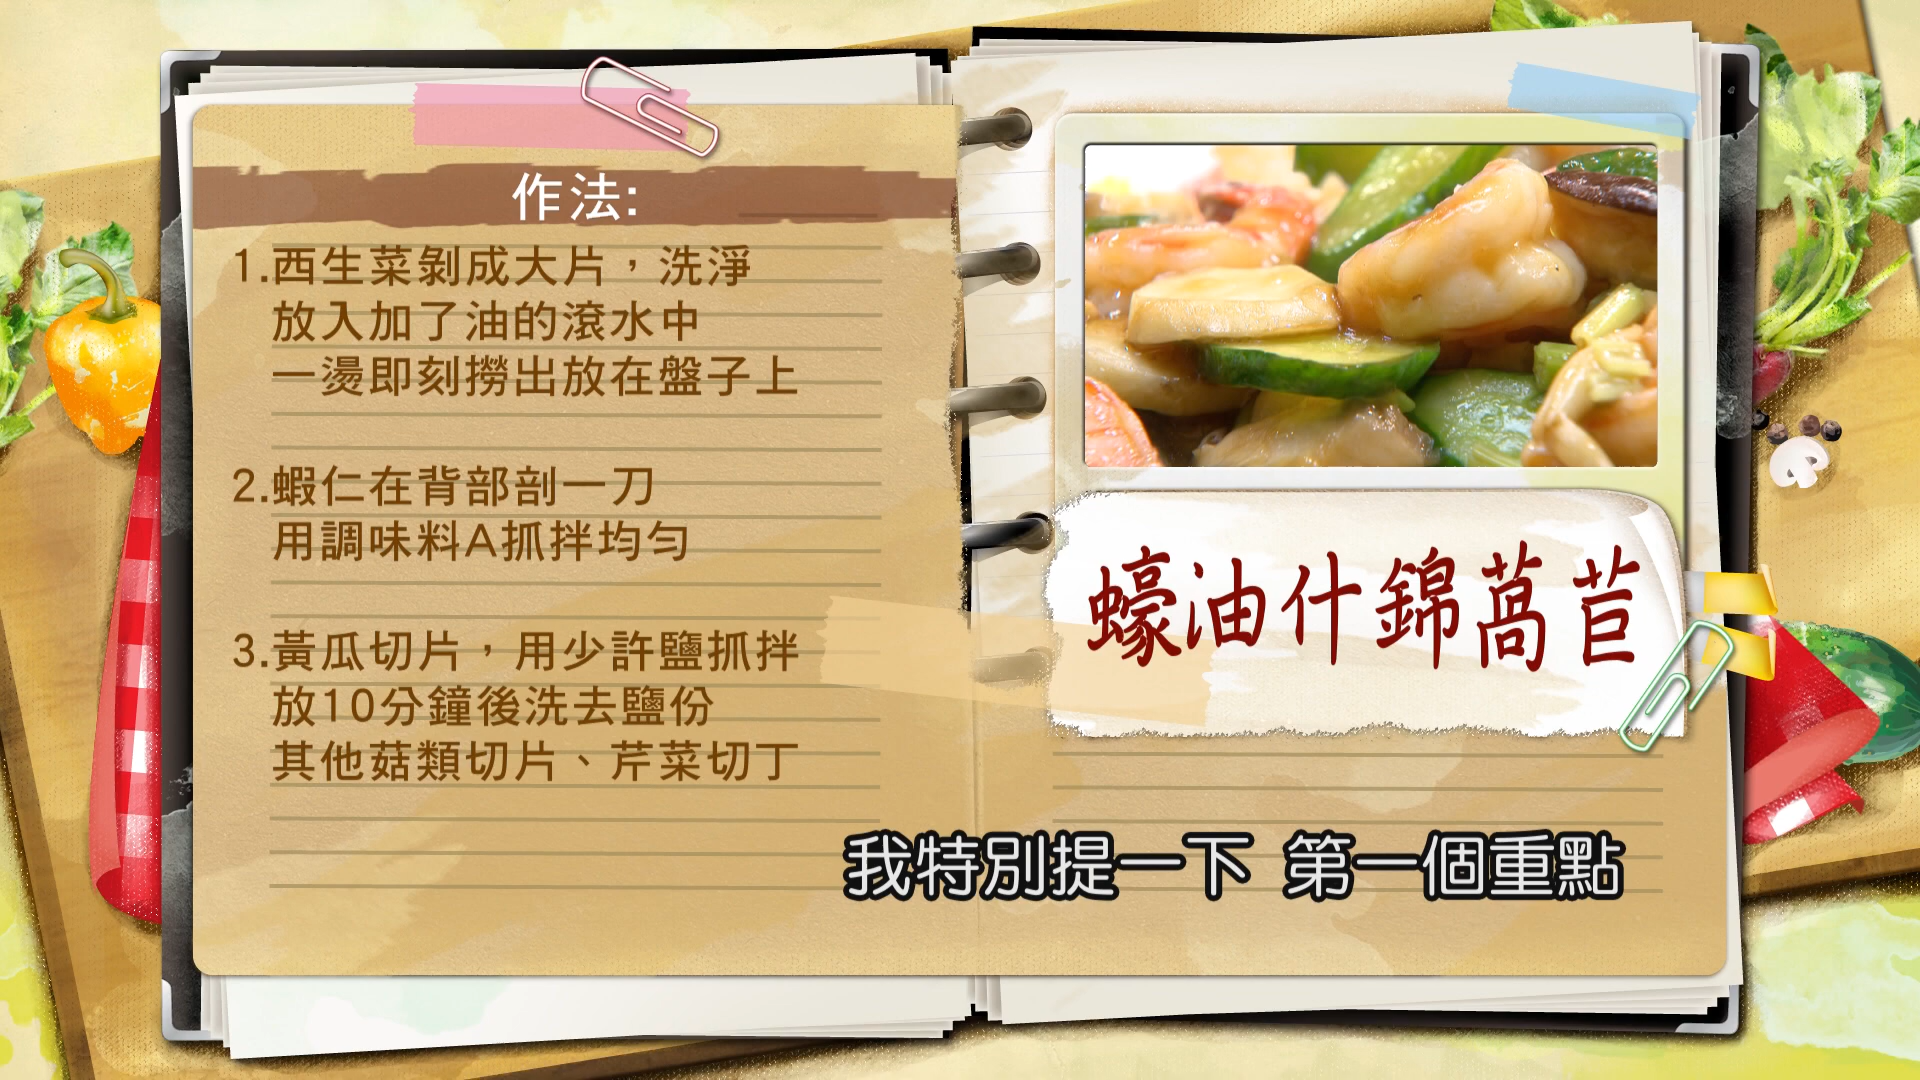 作法:
1.西生菜剝成大片，洗淨
放入加了油的滾水中
一燙即刻撈出放在盤子上
2.蝦仁在背部剖一刀
用調味料A抓拌均勻
3.黃瓜切片，用少許鹽抓拌
放10分鐘後洗去鹽份
其他菇類切片、芹菜切丁
蠔油什錦萵苣
我特別提一下 第一個重點